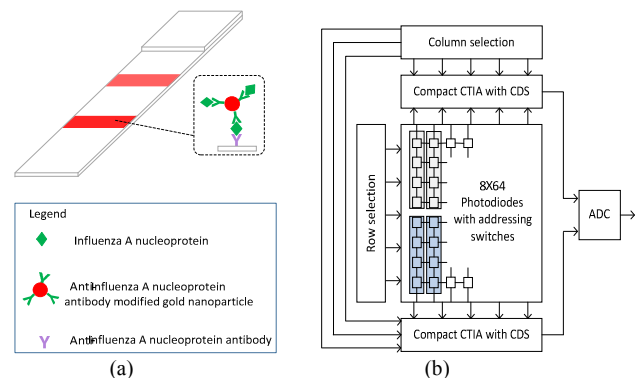 Legend
Influenza A nucleoprotein
Anti-Influenza A nucleoprotein
antibody modified gold nanoparticle
Anti-Influenza A nucleoprotein antibody
(a)
Column selection
Compact CTIA with CDS
Row selection
8X64
Photodiodes
with addressing
switches
ADC
Compact CTIA with CDS
(b)